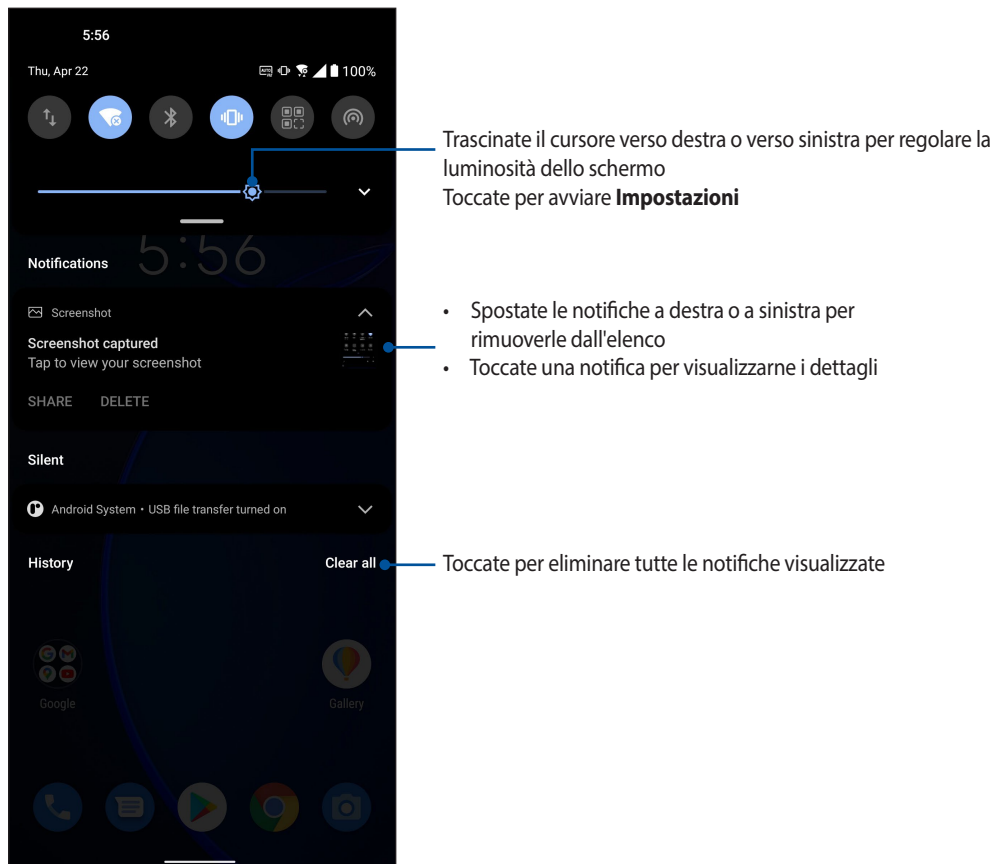 5:56
Thu, Apr 22
100%
Trascinate il cursore verso destra o verso sinistra per regolare la
luminosità dello schermo
Toccate per avviare Impostazioni
5:56
Notifications
Screenshot
Screenshot captured
Tap to view your screenshot
SHARE DELETE
• Spostate le notifiche a destra o a sinistra per
rimuoverle dall'elenco
• Toccate una notifica per visualizzarne i dettagli
Silent
Android System • USB file transfer turned on
History Clear all
Toccate per eliminare tutte le notifiche visualizzate
Google Gallery